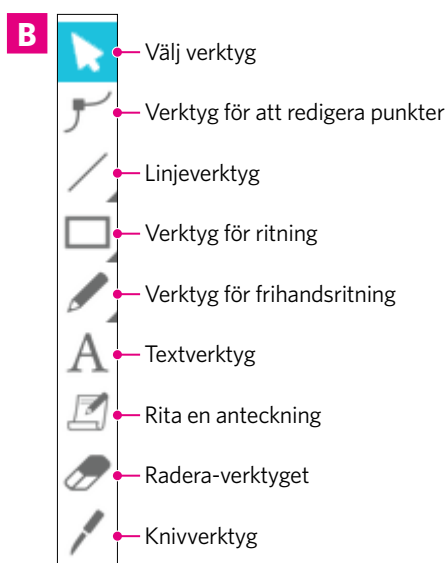 B
Välj verktyg
Verktyg för att redigera punkter
Linjeverktyg
Verktyg för ritning
Verktyg för frihandsritning
A
Textverktyg
Rita en anteckning
Radera-verktyget
Knivverktyg